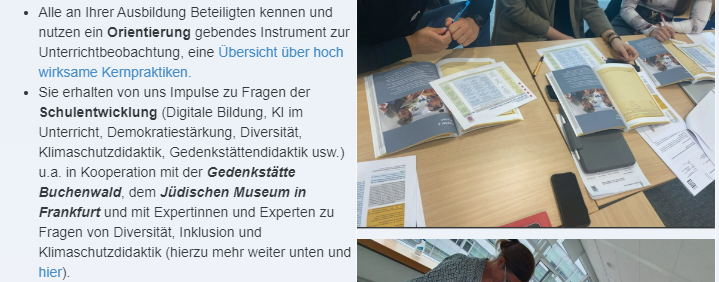 Alle an Ihrer Ausbildung Beteiligten kennen und
nutzen ein Orientierung gebendes Instrument zur
Unterrichtbeobachtung, eine Übersicht über hoch
wirksame Kernpraktiken.
Sie erhalten von uns Impulse zu Fragen der
Schulentwicklung (Digitale Bildung, KI im
Unterricht, Demokratiestärkung, Diversität,
Klimaschutzdidaktik, Gedenkstättendidaktik usw.)
u.a. in Kooperation mit der Gedenkstätte
Buchenwald, dem Jüdischen Museum in
Frankfurt und mit Expertinnen und Experten zu
Fragen von Diversität, Inklusion und
Klimaschutzdidaktik (hierzu mehr weiter unten und
hier).